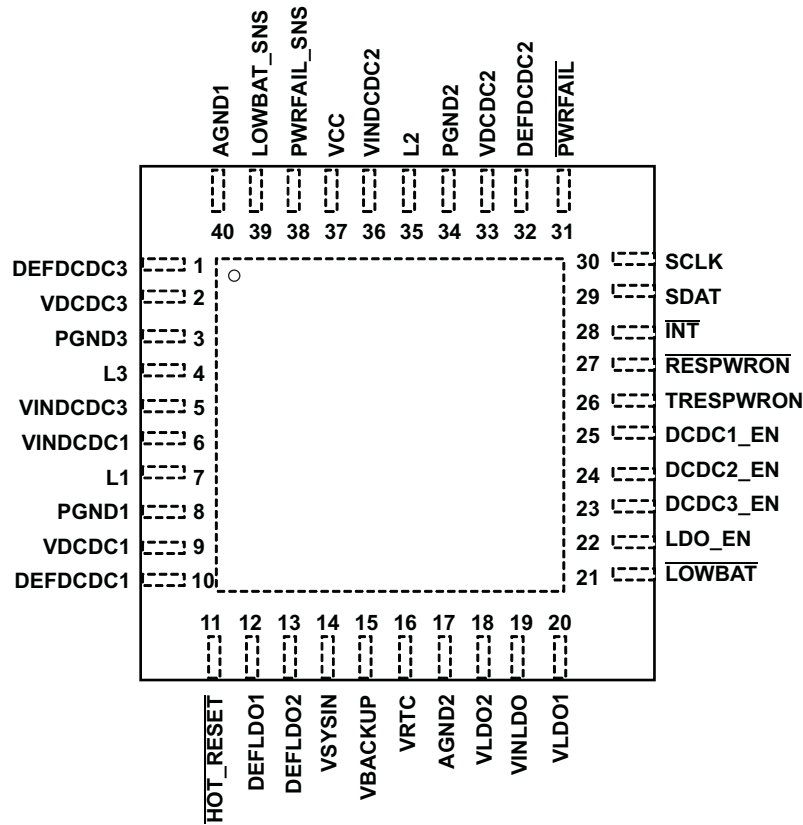 AGND1
LOWBAT_SNS
PWRFAIL_SNS
VCC
VINDCDC2
L2
PGND2
VDCDC2
DEFDCDC2
PWRFAIL
40 39 38 37 36 35 34 33 32 31
DEFDCDC3 1
VDCDC3 2
PGND3 3
L3 4
VINDCDC3 5
VINDCDC1 6
L1 7
PGND1 8
VDCDC1 9
DEFDCDC1 10
30 SCLK
29 SDAT
28 INT
27 RESPWRON
26 TRESPWRON
25 DCDC1_EN
24 DCDC2_EN
23 DCDC3_EN
22 LDO_EN
21 LOWBAT
11 12 13 14 15 16 17 18 19 20
HOT_RESET
DEFLDO1
DEFLDO2
VSYSIN
VBACKUP
VRTC
AGND2
VLDO2
VINLDO
VLDO1